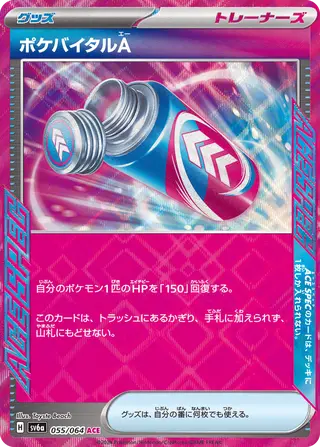 グッズ
トレーナーズ
ポケバイタルA
エー
ACE SPEC
ACE SPEC
ACE SPECのカードは、デッキに
1枚しか入れられない。
自分のポケモン1匹のHPを「150」回復する。
このカードは、トラッシュにあるかぎり、手札に加えられず、
山札にもどせない。
Illus. Toyste Beach
H SV6a 055/064 ACE
グッズは、自分の番に何枚でも使える。